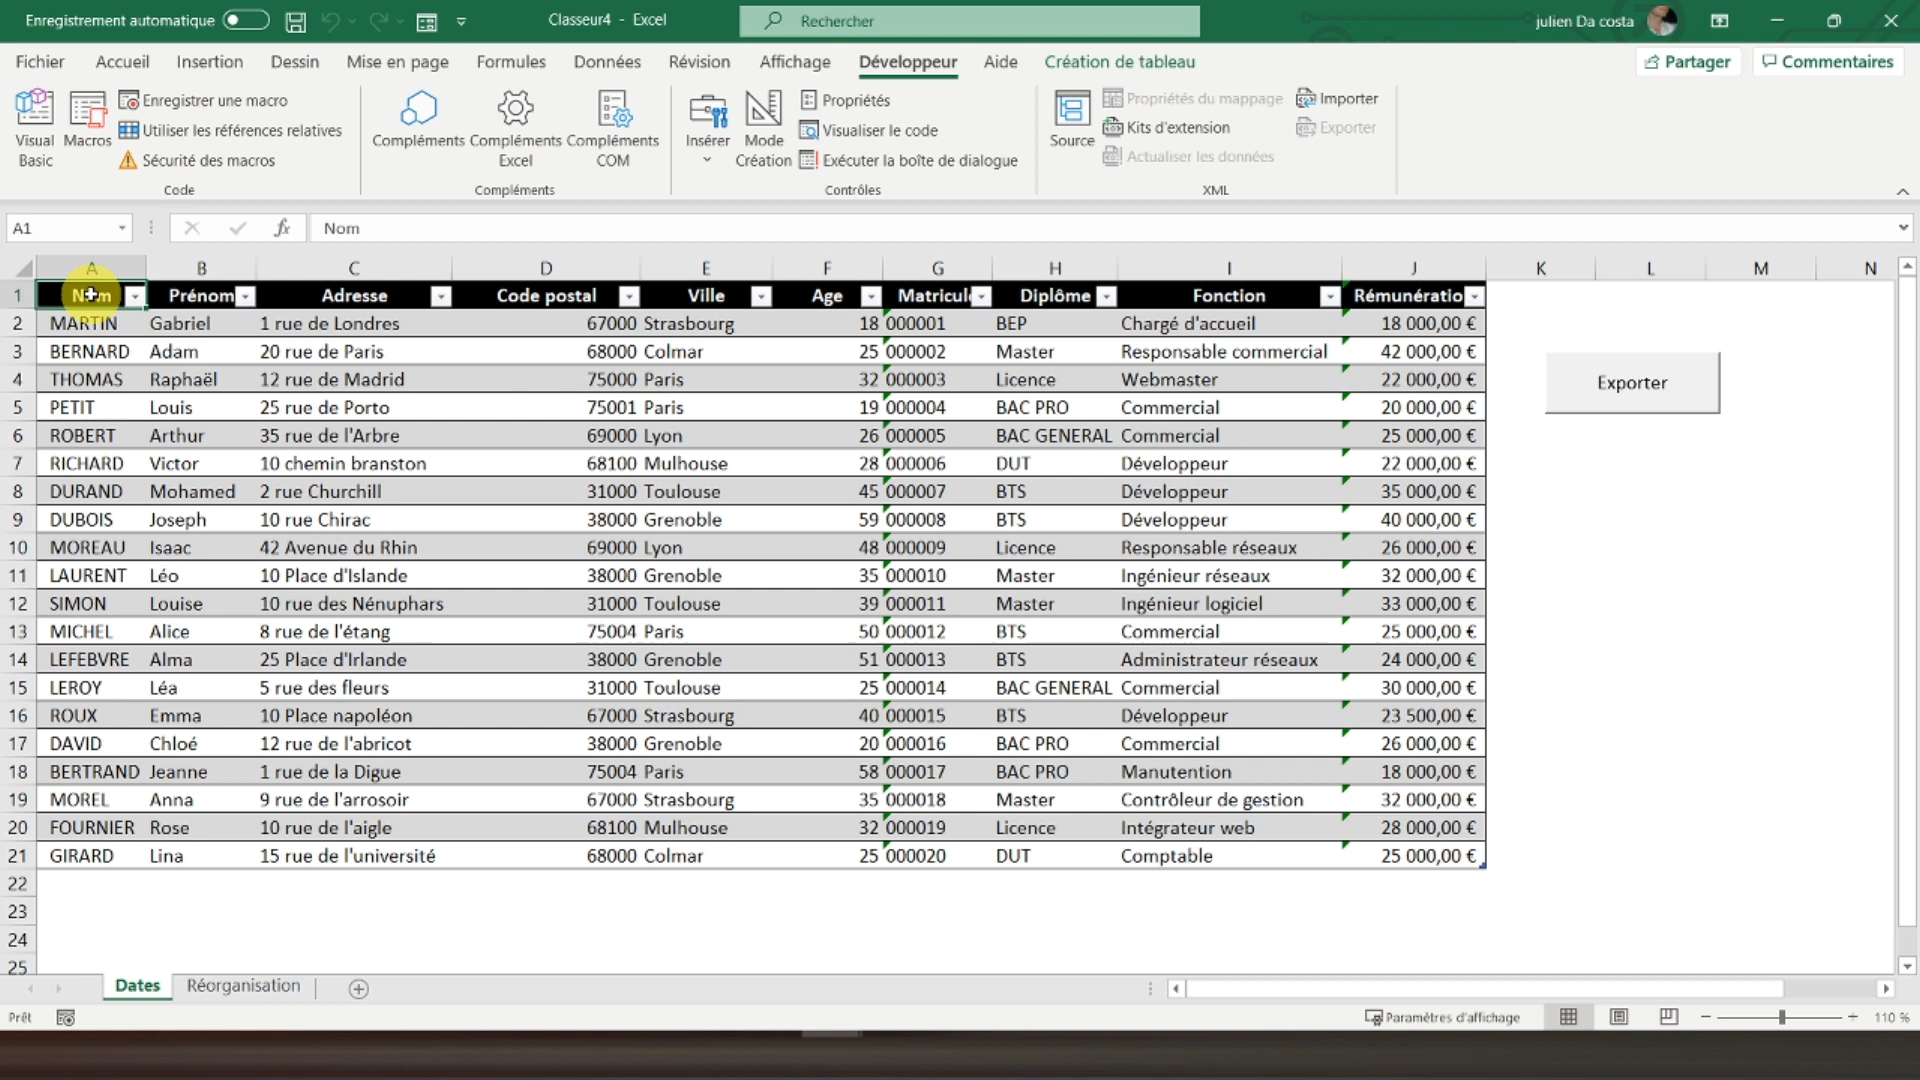 Enregistrement automatique
Classeur4 - Excel
Rechercher
julien Da costa
Fichier Accueil Insertion Dessin Mise en page Formules Données Révision Affichage Développeur Aide Création de tableau
Partager Commentaires
Visual Basic
Macros
Enregistrer une macro
Utiliser les références relatives
Sécurité des macros
Code
Compléments
Compléments Excel
Compléments COM
Compléments
Insérer
Mode Création
Propriétés
Visualiser le code
Exécuter la boîte de dialogue
Contrôles
Source
Propriétés du mappage
Kits d'extension
Actualiser les données
Importer
Exporter
XML
A1 fx Nom
A B C D E F G H I J K L M N
1 Nom Prénom Adresse Code postal Ville Age Matricul Diplôme Fonction Rémunératio
2 MARTIN Gabriel 1 rue de Londres 67000 Strasbourg 18 000001 BEP Chargé d'accueil 18 000,00 €
3 BERNARD Adam 20 rue de Paris 68000 Colmar 25 000002 Master Responsable commercial 42 000,00 €
4 THOMAS Raphaël 12 rue de Madrid 75000 Paris 32 000003 Licence Webmaster 22 000,00 €
5 PETIT Louis 25 rue de Porto 75001 Paris 19 000004 BAC PRO Commercial 20 000,00 €
6 ROBERT Arthur 35 rue de l'Arbre 69000 Lyon 26 000005 BAC GENERAL Commercial 25 000,00 €
7 RICHARD Victor 10 chemin branston 68100 Mulhouse 28 000006 DUT Développeur 22 000,00 €
8 DURAND Mohamed 2 rue Churchill 31000 Toulouse 45 000007 BTS Développeur 35 000,00 €
9 DUBOIS Joseph 10 rue Chirac 38000 Grenoble 59 000008 BTS Développeur 40 000,00 €
10 MOREAU Isaac 42 Avenue du Rhin 69000 Lyon 48 000009 Licence Responsable réseaux 26 000,00 €
11 LAURENT Léo 10 Place d'Islande 38000 Grenoble 35 000010 Master Ingénieur réseaux 32 000,00 €
12 SIMON Louise 10 rue des Nénuphars 31000 Toulouse 39 000011 Master Ingénieur logiciel 33 000,00 €
13 MICHEL Alice 8 rue de l'étang 75004 Paris 50 000012 BTS Commercial 25 000,00 €
14 LEFEBVRE Alma 25 Place d'Irlande 38000 Grenoble 51 000013 BTS Administrateur réseaux 24 000,00 €
15 LEROY Léa 5 rue des fleurs 31000 Toulouse 25 000014 BAC GENERAL Commercial 30 000,00 €
16 ROUX Emma 10 Place napoléon 67000 Strasbourg 40 000015 BTS Développeur 23 500,00 €
17 DAVID Chloé 12 rue de l'abricot 38000 Grenoble 20 000016 BAC PRO Commercial 26 000,00 €
18 BERTRAND Jeanne 1 rue de la Digue 75004 Paris 58 000017 BAC PRO Manutention 18 000,00 €
19 MOREL Anna 9 rue de l'arrosoir 67000 Strasbourg 35 000018 Master Contrôleur de gestion 32 000,00 €
20 FOURNIER Rose 10 rue de l'aigle 68100 Mulhouse 32 000019 Licence Intégrateur web 28 000,00 €
21 GIRARD Lina 15 rue de l'université 68000 Colmar 25 000020 DUT Comptable 25 000,00 €
Exporter
22
23
24
25
Dates Réorganisation
Prêt
Paramètres d'affichage
110 %